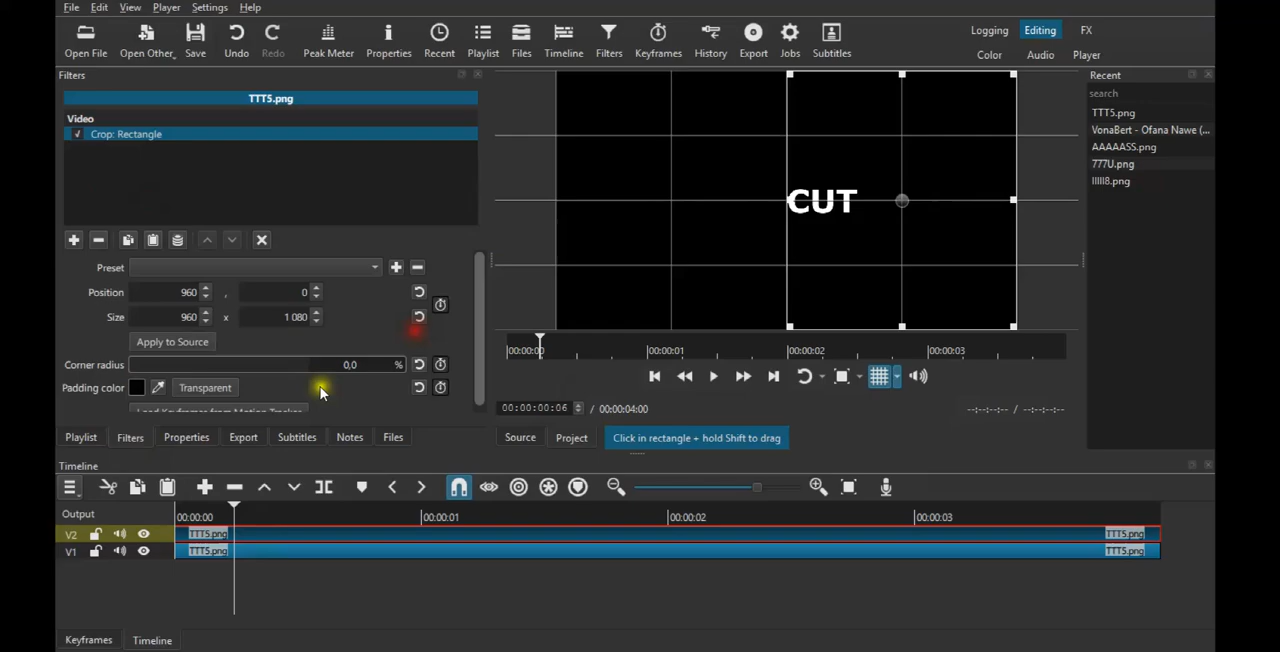 File Edit View Player Settings Help
Open File Open Other Save Undo Redo Peak Meter Properties Recent Playlist Files Timeline Filters Keyframes History Export Jobs Subtitles
Logging Editing FX
Color Audio Player
Filters
TTT5.png
Video
Crop: Rectangle
Preset
Position 960 , 0
Size 960 x 1 080
Apply to Source
Corner radius 0,0 %
Padding color Transparent
Load Keyframes from Motion Tracker
Playlist Filters Properties Export Subtitles Notes Files
CUT
00:00:00 00:00:01 00:00:02 00:00:03
00:00:00:06 / 00:00:04:00 --:--:--:-- / --:--:--:--
Source Project Click in rectangle + hold Shift to drag
Recent
search
TTT5.png
VonaBert - Ofana Nawe (...
AAAAASS.png
777U.png
IIIII8.png
Timeline
Output 00:00:00 00:00:01 00:00:02 00:00:03
V2 TTT5.png TTT5.png
V1 TTT5.png TTT5.png
Keyframes Timeline